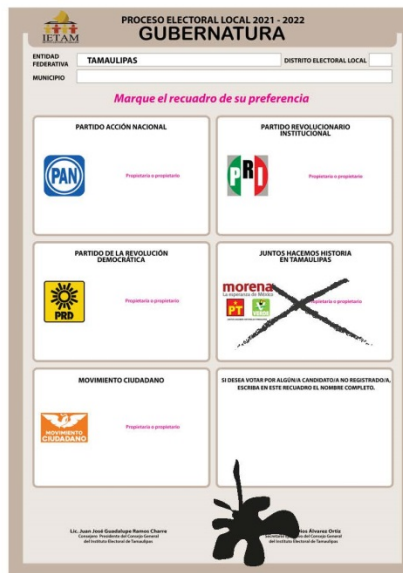 IETAM
PROCESO ELECTORAL LOCAL 2021 - 2022
GUBERNATURA
ENTIDAD
FEDERATIVA
TAMAULIPAS
DISTRITO ELECTORAL LOCAL
MUNICIPIO
Marque el recuadro de su preferencia
PARTIDO ACCIÓN NACIONAL
PAN
Propietaria o propietario
PARTIDO REVOLUCIONARIO
INSTITUCIONAL
PRI
Propietaria o propietario
PARTIDO DE LA REVOLUCIÓN
DEMOCRÁTICA
PRD
Propietaria o propietario
JUNTOS HACEMOS HISTORIA
EN TAMAULIPAS
morena
La esperanza de México
PT
VERDE
propietaria o propietario
MOVIMIENTO CIUDADANO
MOVIMIENTO
CIUDADANO
Propietaria o propietario
SI DESEA VOTAR POR ALGÚN/A CANDIDATO/A NO REGISTRADO/A,
ESCRIBA EN ESTE RECUADRO EL NOMBRE COMPLETO.
Lic. Juan José Guadalupe Ramos Charre
Consejero Presidente del Consejo General
del Instituto Electoral de Tamaulipas
Álvarez Ortiz
del Consejo General
del Instituto Electoral de Tamaulipas